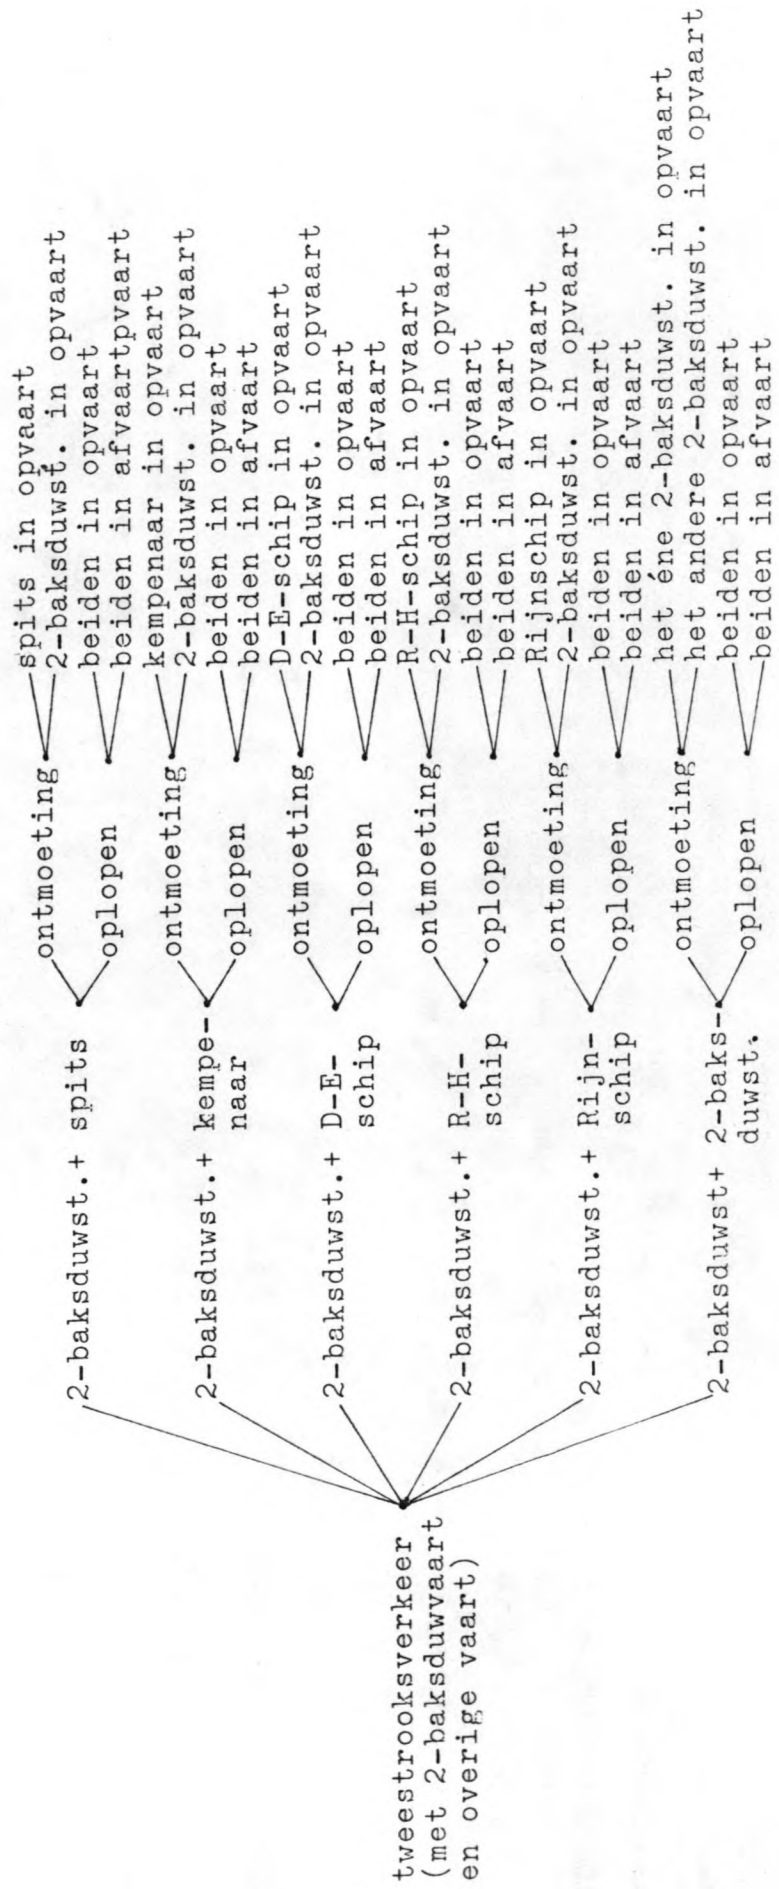 tweestrooksverkeer
(met 2-baksduwvaart
en overige vaart)
2-baksduwst.+ spits
ontmoeting
spits in opvaart
2-baksduwst. in opvaart
oplopen
beiden in opvaart
beiden in afvaartpvaart
2-baksduwst.+ kempe-
naar
ontmoeting
kempenaar in opvaart
2-baksduwst. in opvaart
oplopen
beiden in opvaart
beiden in afvaart
2-baksduwst.+ D-E-
schip
ontmoeting
D-E-schip in opvaart
2-baksduwst. in opvaart
oplopen
beiden in opvaart
beiden in afvaart
2-baksduwst.+ R-H-
schip
ontmoeting
R-H-schip in opvaart
2-baksduwst. in opvaart
oplopen
beiden in opvaart
beiden in afvaart
2-baksduwst.+ Rijn-
schip
ontmoeting
Rijnschip in opvaart
2-baksduwst. in opvaart
oplopen
beiden in opvaart
beiden in afvaart
2-baksduwst+ 2-baks-
duwst.
ontmoeting
het éne 2-baksduwst. in opvaart
het andere 2-baksduwst. in opvaart
oplopen
beiden in opvaart
beiden in afvaart